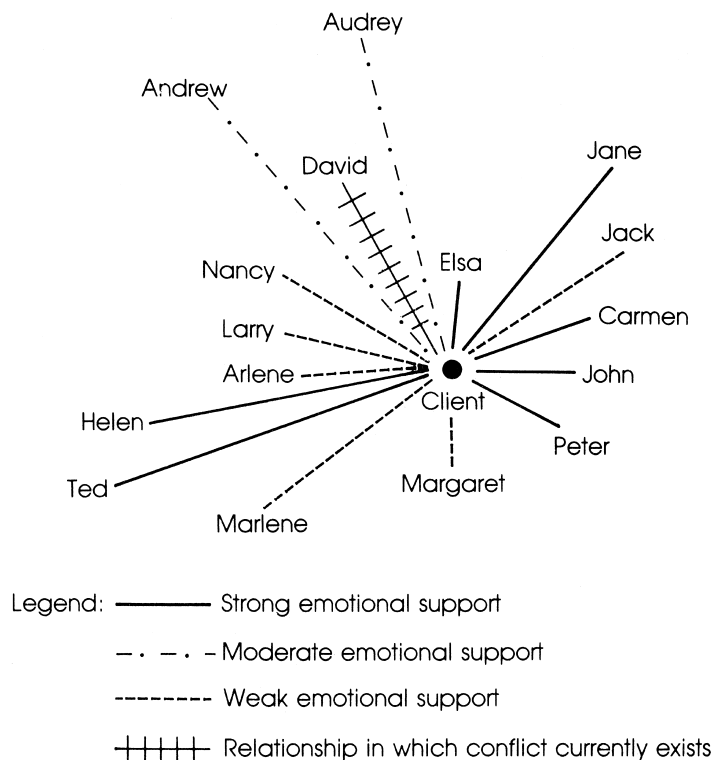 Audrey
Andrew
Jane
David
Jack
Elsa
Nancy
Carmen
Larry
Arlene
John
Client
Helen
Peter
Margaret
Ted
Marlene
Legend:
Strong emotional support
Moderate emotional support
Weak emotional support
Relationship in which conflict currently exists